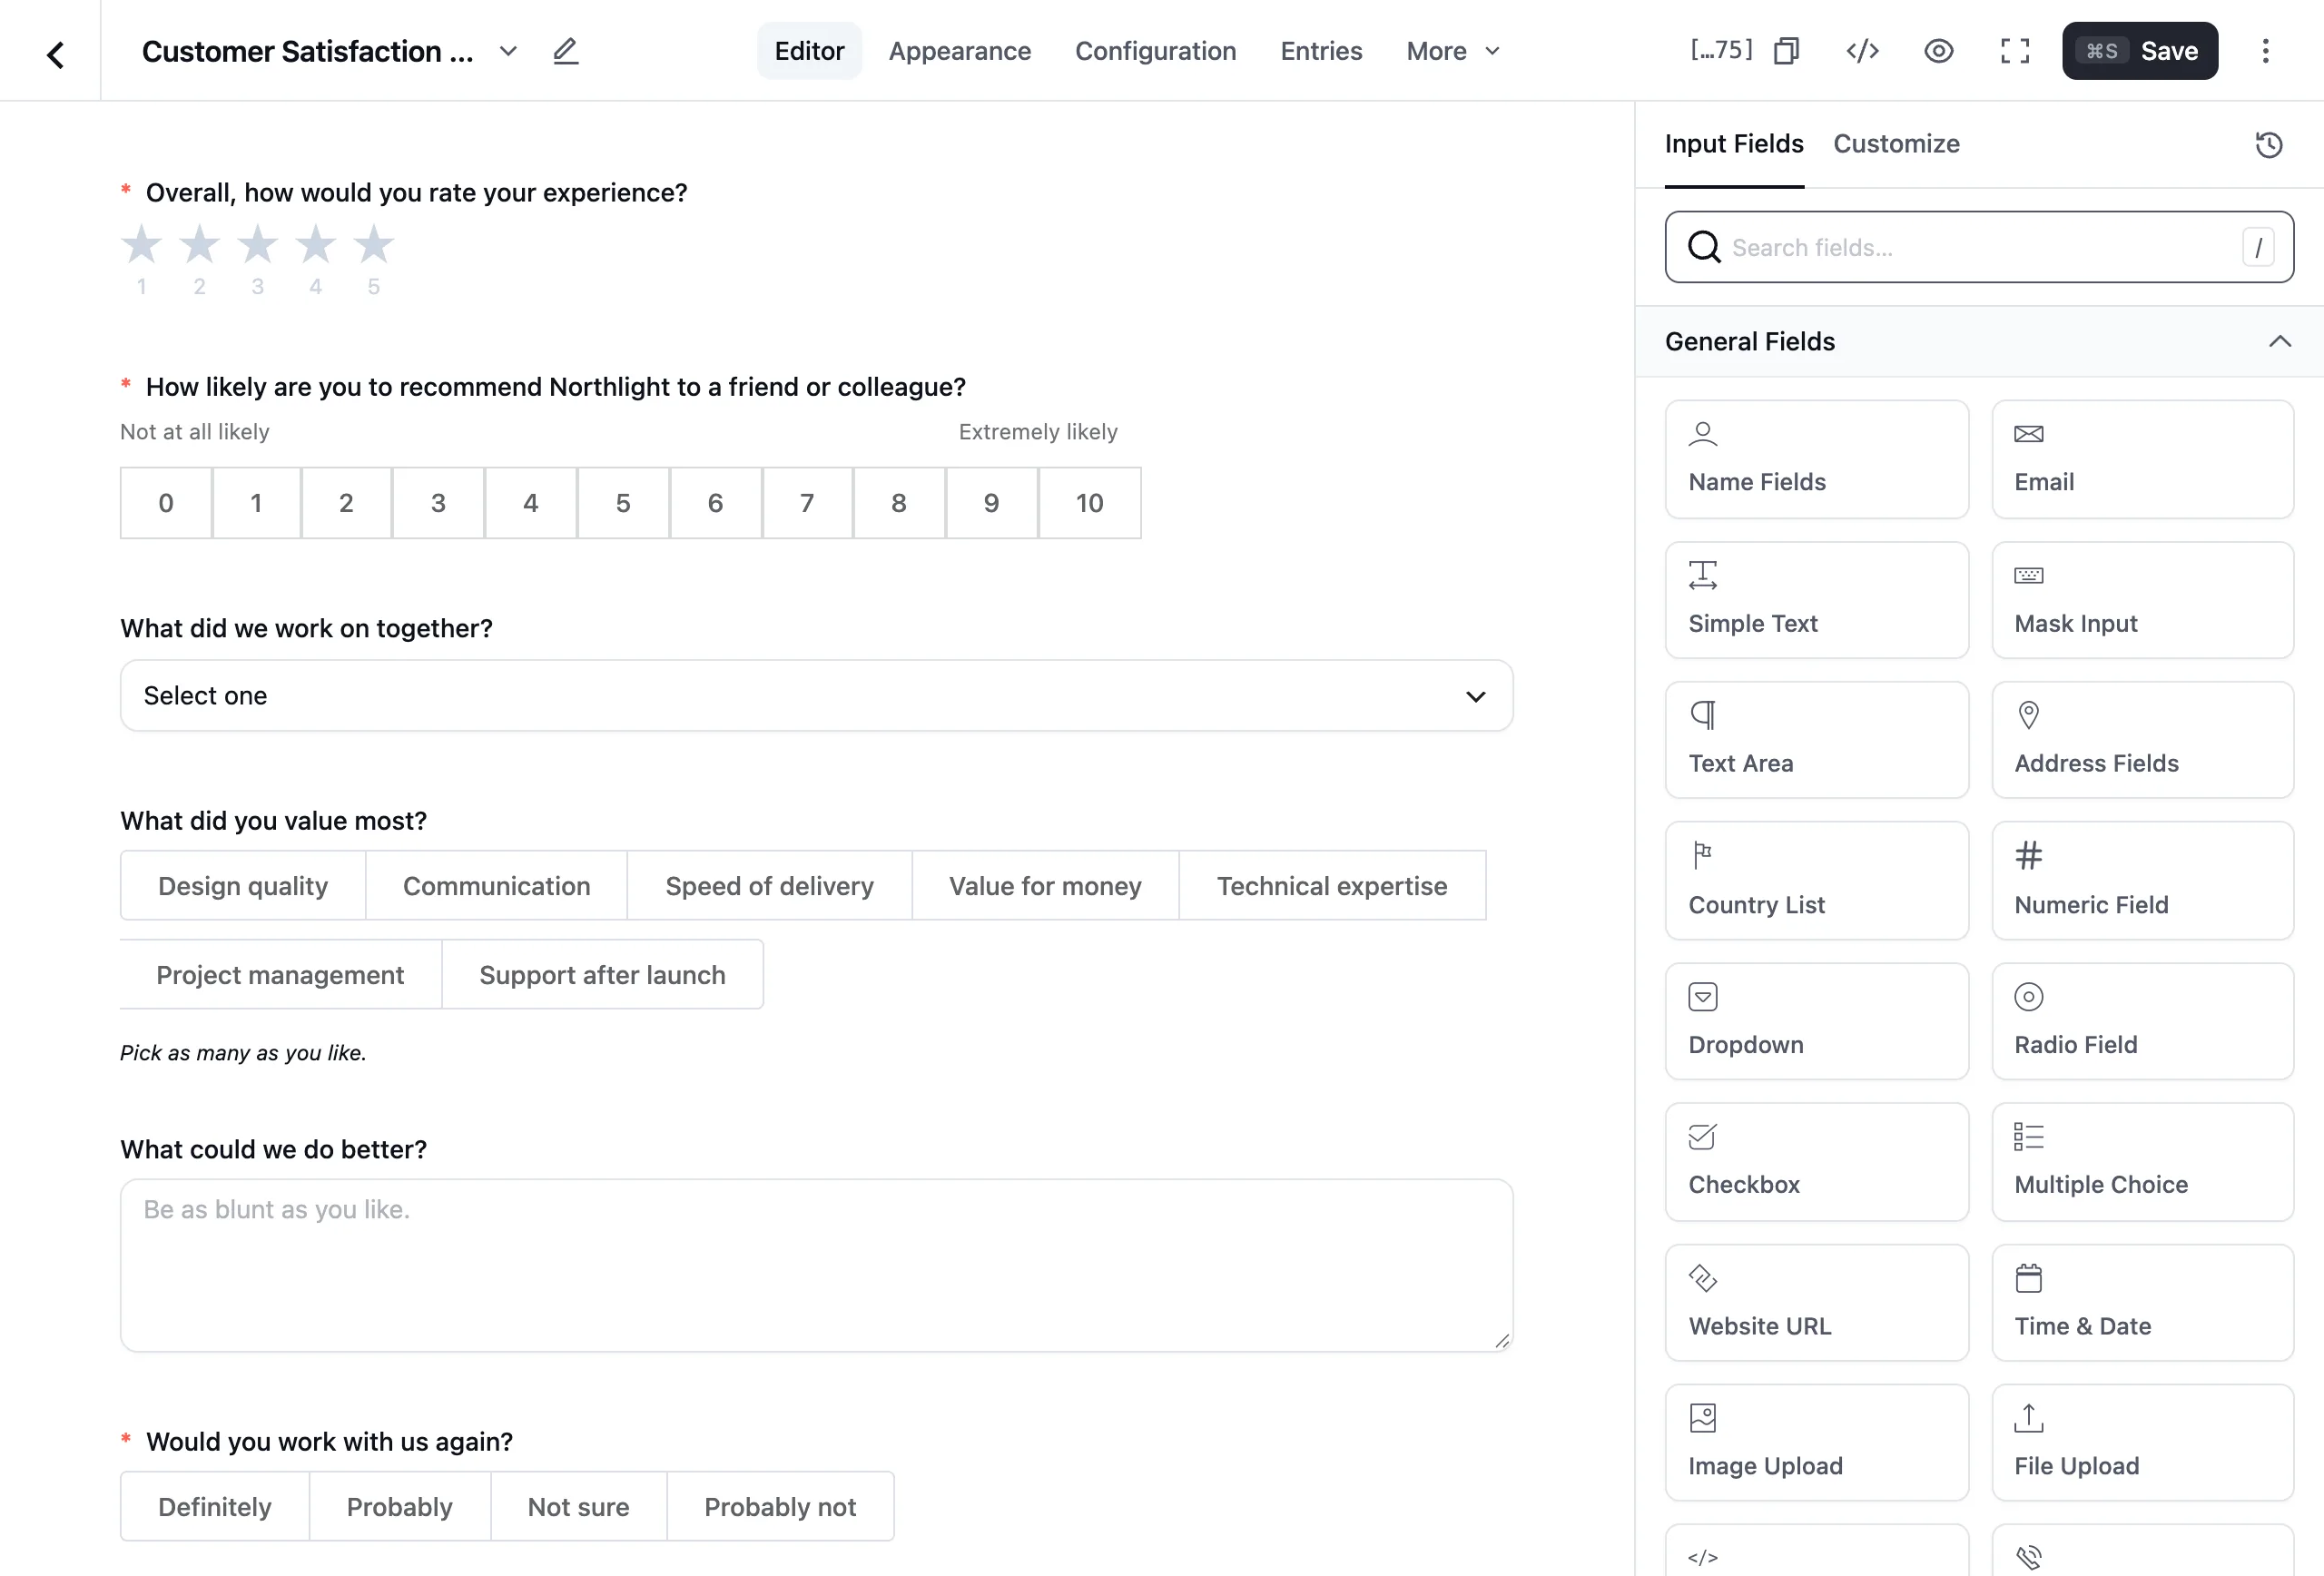 Customer Satisfaction ...
Editor
Appearance
Configuration
Entries
More
[...75]
</>
⌘S Save
* Overall, how would you rate your experience?
1 2 3 4 5
* How likely are you to recommend Northlight to a friend or colleague?
Not at all likely
Extremely likely
0 1 2 3 4 5 6 7 8 9 10
What did we work on together?
Select one
What did you value most?
Design quality
Communication
Speed of delivery
Value for money
Technical expertise
Project management
Support after launch
Pick as many as you like.
What could we do better?
Be as blunt as you like.
* Would you work with us again?
Definitely
Probably
Not sure
Probably not
Input Fields
Customize
Search fields...
/
General Fields
Name Fields
Email
Simple Text
Mask Input
Text Area
Address Fields
Country List
Numeric Field
Dropdown
Radio Field
Checkbox
Multiple Choice
Website URL
Time & Date
Image Upload
File Upload